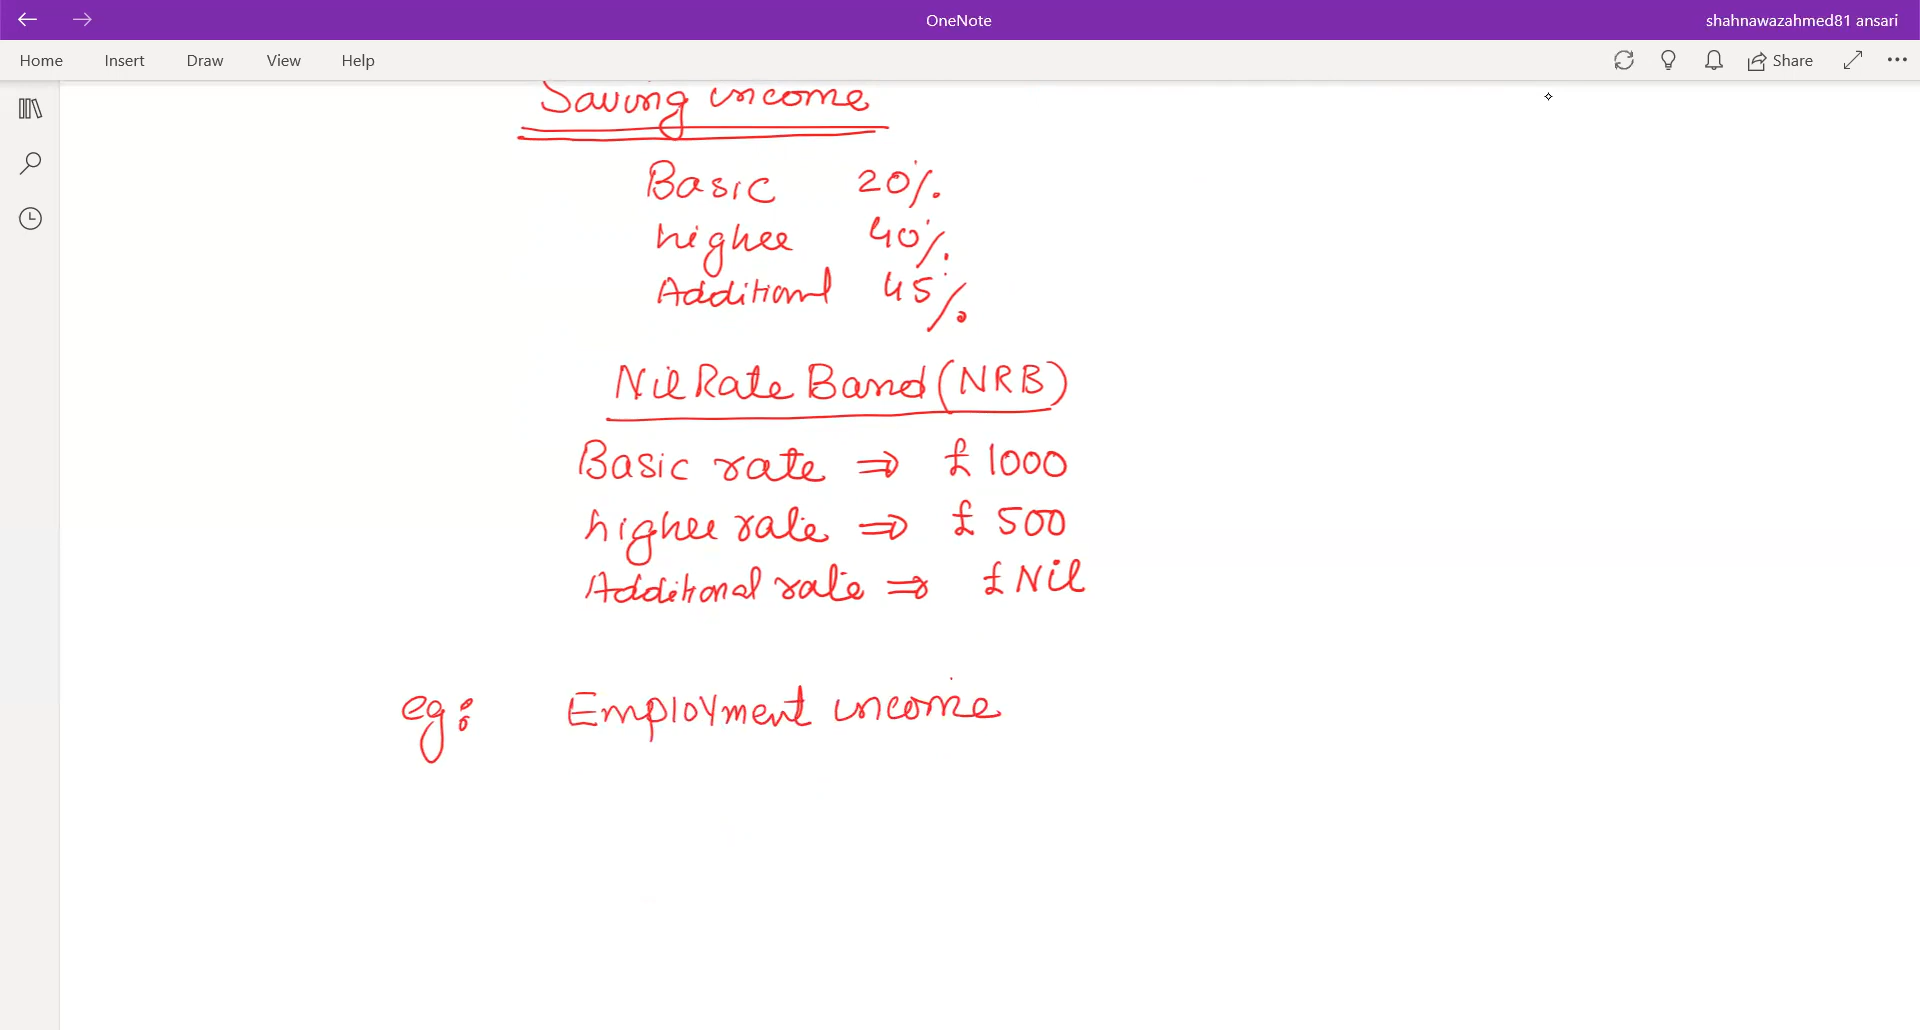 OneNote
shahnawazahmed81 ansari
Home Insert Draw View Help
Share
Saving income
Basic 20%
higher 40%
Additional 45%
Nil Rate Band (NRB)
Basic rate ⇒ £1000
higher rate ⇒ £ 500
Additional rate ⇒ £ Nil
eg: Employment income